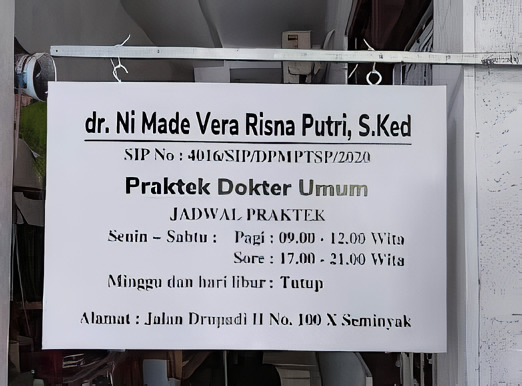 dr. Ni Made Vera Risna Putri, S.Ked
SIP No : 4016/SIP/DPMPTSP/2020
Praktek Dokter Umum
JADWAL PRAKTEK
Senin – Sabtu : Pagi : 09.00 - 12.00 Wita
Sore : 17.00 - 21.00 Wita
Minggu dan hari libur : Tutup
Alamat : Jalan Drupadi II No. 100 X Seminyak